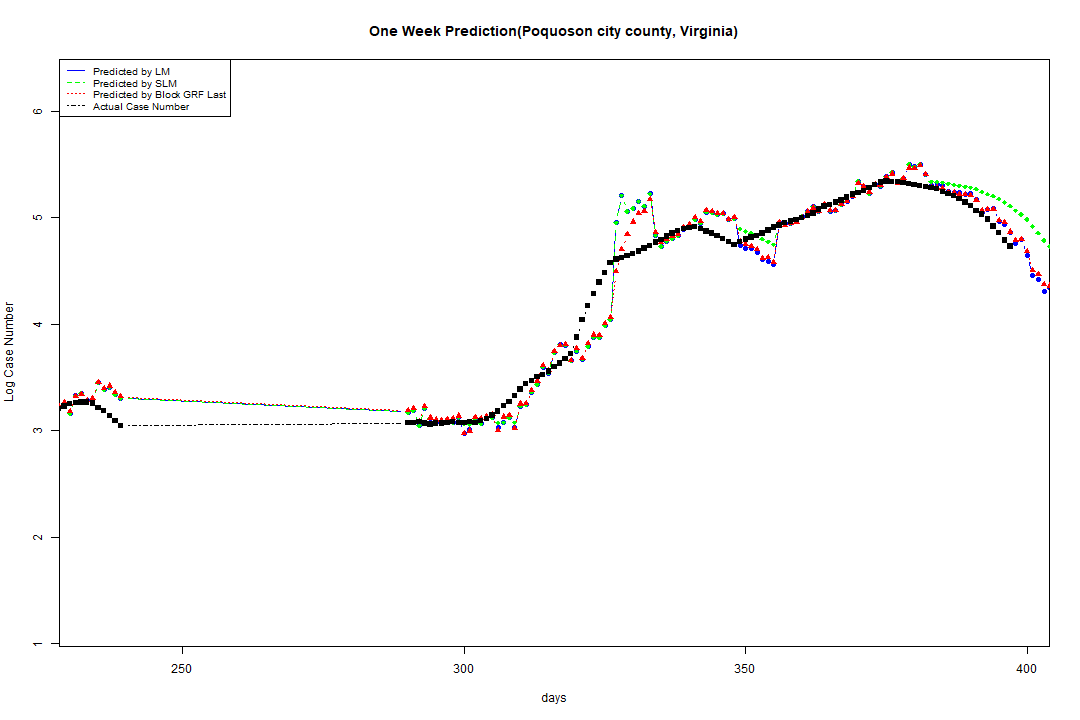 One Week Prediction(Poquoson city county, Virginia)
Predicted by LM
Predicted by SLM
Predicted by Block GRF Last
Actual Case Number
6
5
4
3
2
1
Log Case Number
250
300
350
400
days